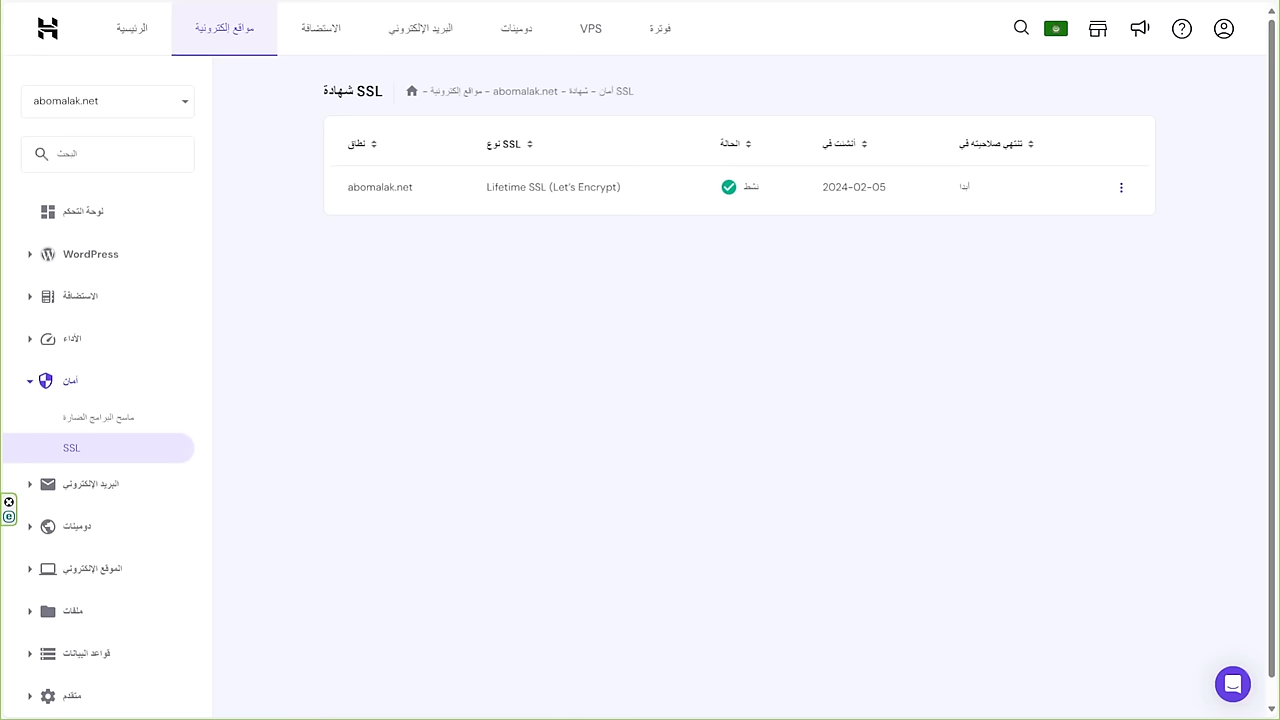 الرئيسية
مواقع إلكترونية
الاستضافة
البريد الإلكتروني
دومينات
VPS
فوترة
abomalak.net
البحث
لوحة التحكم
WordPress
الاستضافة
الأداء
أمان
ماسح البرامج الضارة
SSL
البريد الإلكتروني
دومينات
الموقع الإلكتروني
ملفات
قواعد البيانات
متقدم
شهادة SSL
مواقع إلكترونية - abomalak.net - أمان - شهادة SSL
نطاق
نوع SSL
الحالة
أنشئت في
تنتهي صلاحيته في
abomalak.net
Lifetime SSL (Let's Encrypt)
نشط
2024-02-05
أبدا